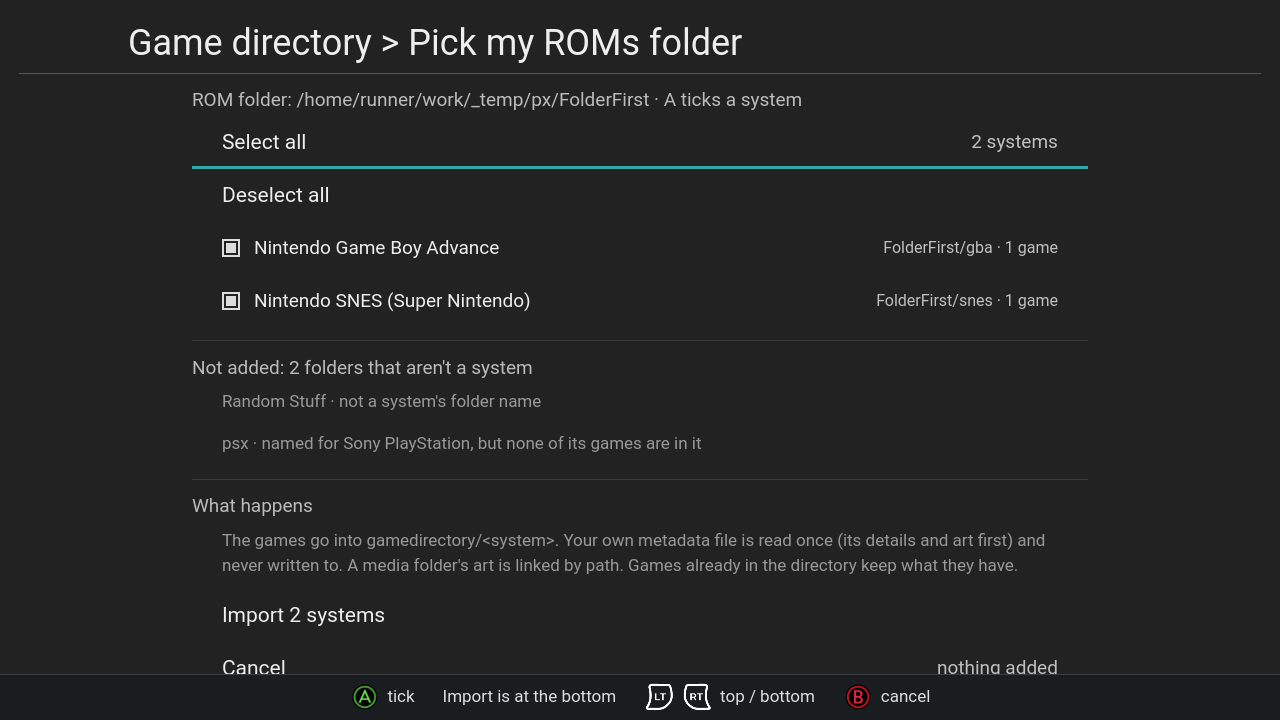 Game directory > Pick my ROMs folder
ROM folder: /home/runner/work/_temp/px/FolderFirst · A ticks a system
Select all 2 systems
Deselect all
Nintendo Game Boy Advance FolderFirst/gba · 1 game
Nintendo SNES (Super Nintendo) FolderFirst/snes · 1 game
Not added: 2 folders that aren't a system
Random Stuff · not a system's folder name
psx · named for Sony PlayStation, but none of its games are in it
What happens
The games go into gamedirectory/<system>. Your own metadata file is read once (its details and art first) and
never written to. A media folder's art is linked by path. Games already in the directory keep what they have.
Import 2 systems
Cancel nothing added
A tick Import is at the bottom LT RT top / bottom B cancel